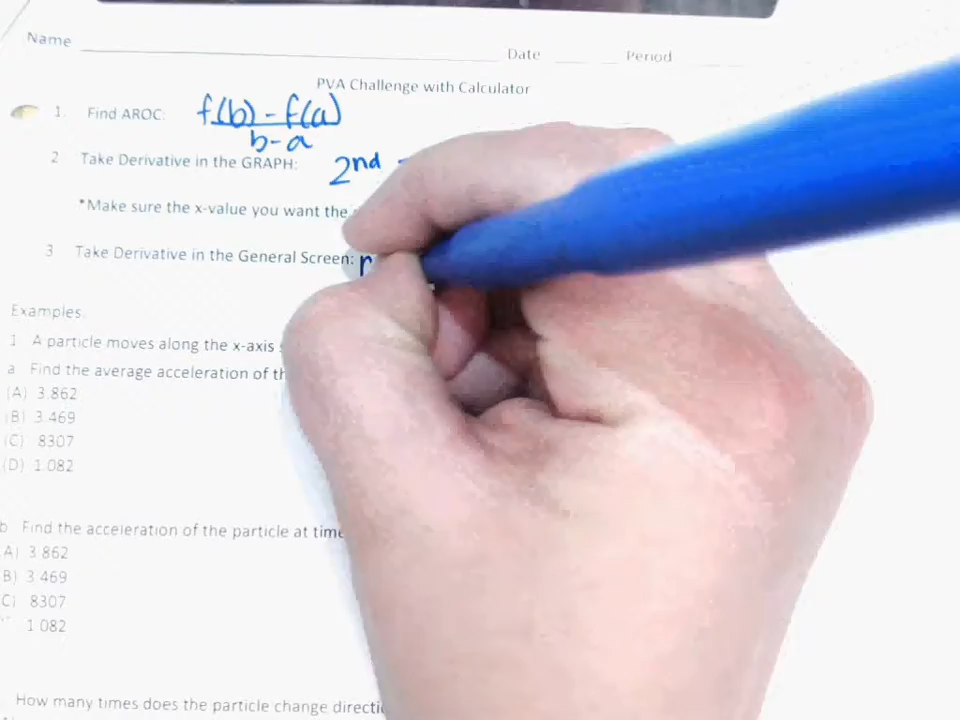 Name Date Period
PVA Challenge with Calculator
1. Find AROC: f(b) - f(a)
b - a
2 Take Derivative in the GRAPH: 2nd
*Make sure the x-value you want the
3 Take Derivative in the General Screen:
Examples
1 A particle moves along the x-axis
a Find the average acceleration of
(A) 3.862
(B) 3.469
(C) 8307
(D) 1.082
b Find the acceleration of the particle at time
A) 3 862
B) 3 469
C) 8307
1 082
How many times does the particle change